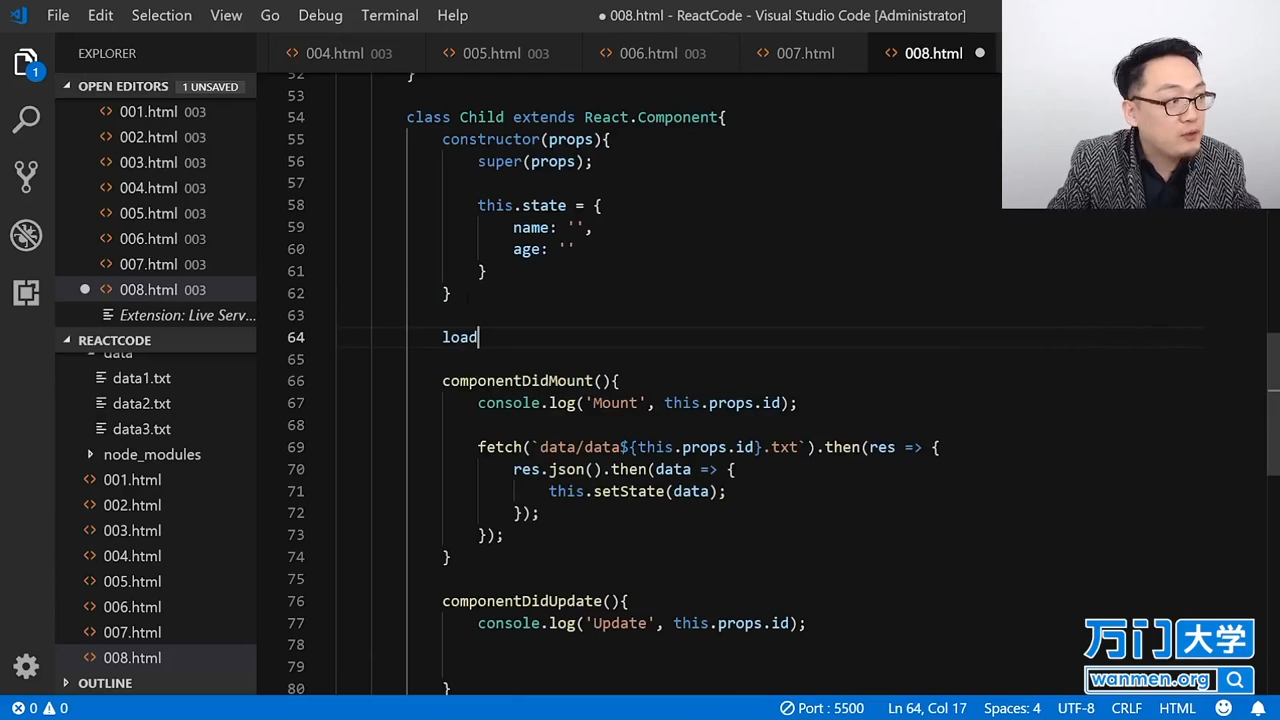 File Edit Selection View Go Debug Terminal Help
● 008.html - ReactCode - Visual Studio Code [Administrator]
EXPLORER
004.html 003
005.html 003
006.html 003
007.html
008.html
OPEN EDITORS 1 UNSAVED
001.html 003
002.html 003
003.html 003
004.html 003
005.html 003
006.html 003
007.html 003
008.html 003
Extension: Live Serv...
REACTCODE
data
data1.txt
data2.txt
data3.txt
node_modules
001.html
002.html
003.html
004.html
005.html
006.html
007.html
008.html
OUTLINE
1
52 }
53
54 class Child extends React.Component{
55 constructor(props){
56 super(props);
57
58 this.state = {
59 name: '',
60 age: ''
61 }
62 }
63
64 load
65
66 componentDidMount(){
67 console.log('Mount', this.props.id);
68
69 fetch(`data/data${this.props.id}.txt`).then(res => {
70 res.json().then(data => {
71 this.setState(data);
72 });
73 });
74 }
75
76 componentDidUpdate(){
77 console.log('Update', this.props.id);
78
79
80 }
万门大学
wanmen.org
0 0
Port : 5500
Ln 64, Col 17
Spaces: 4
UTF-8
CRLF
HTML